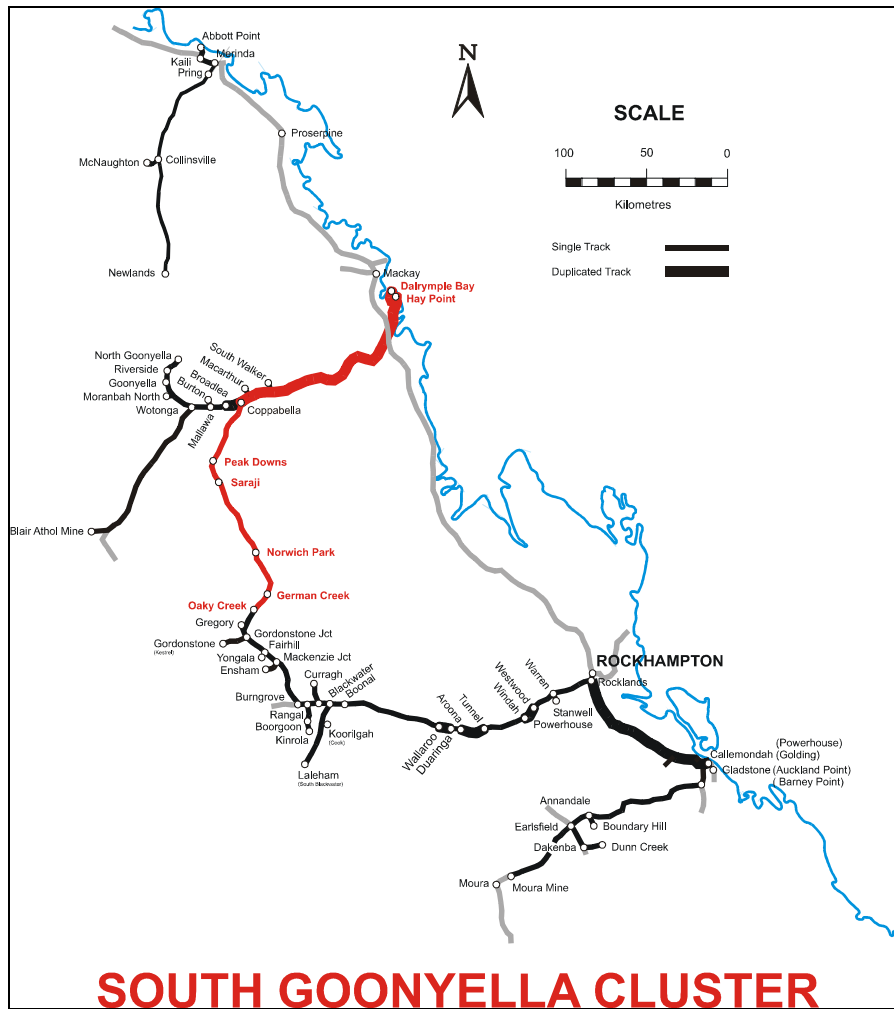 Abbott Point
Kaili
Merinda
Pring
N
SCALE
Proserpine
100 50 0
McNaughton
Collinsville
Kilometres
Single Track
Duplicated Track
Newlands
Mackay
Dalrymple Bay
Hay Point
North Goonyella
Riverside
Goonyella
Moranbah North
Wotonga
South Walker
Macarthur
Broadlea
Burton
Mallawa
Coppabella
Peak Downs
Saraji
Blair Athol Mine
Norwich Park
German Creek
Oaky Creek
Gregory
Gordonstone
(Kestrel)
Gordonstone Jct
Fairhill
Yongala
Mackenzie Jct
Ensham
Curragh
Burngrove
Blackwater
Boonal
Rangal
Boorgoon
Kinrola
Koorilgah
(Cook)
Laleham
(South Blackwater)
Wallaroo
Duaringa
Aroona
Tunnel
Windah
Westwood
Warren
Powerhouse
Stanwell
ROCKHAMPTON
Rocklands
Callemondah (Powerhouse)
(Golding)
Gladstone (Auckland Point)
( Barney Point)
Annandale
Earlsfield
Boundary Hill
Dakenba
Dunn Creek
Moura
Moura Mine
SOUTH GOONYELLA CLUSTER